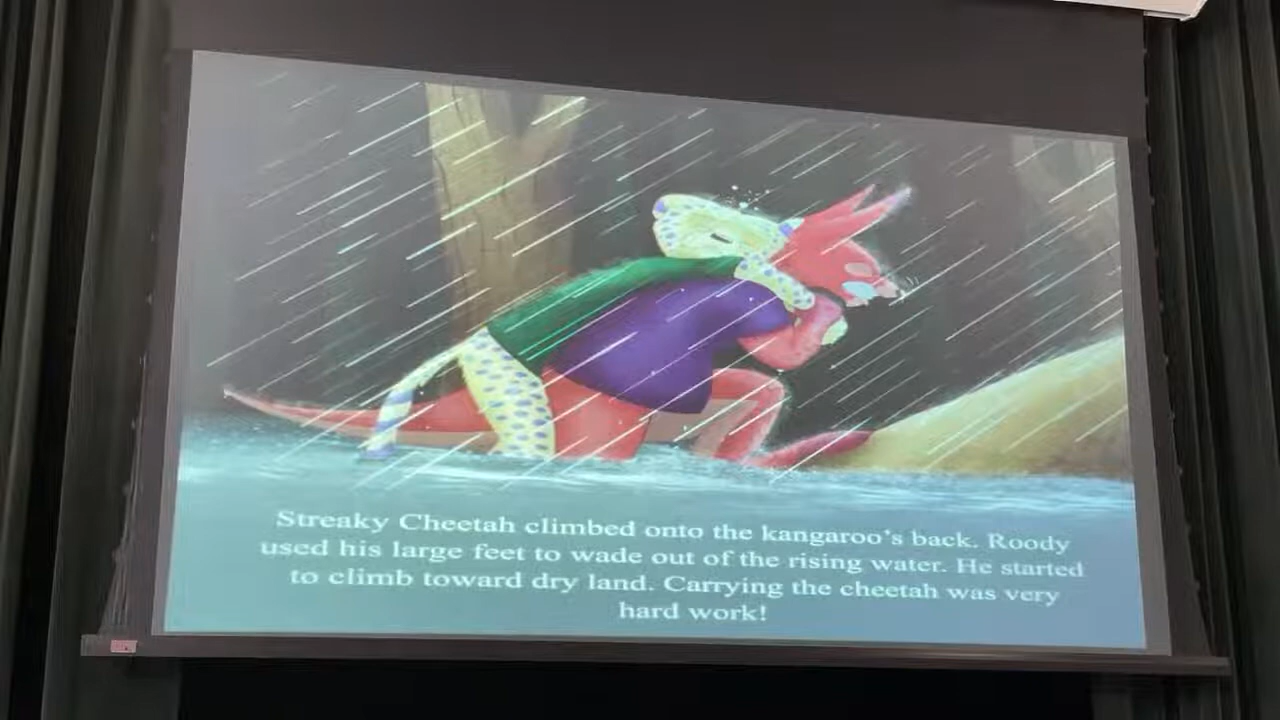 Streaky Cheetah climbed onto the kangaroo's back. Roody
used his large feet to wade out of the rising water. He started
to climb toward dry land. Carrying the cheetah was very
hard work!